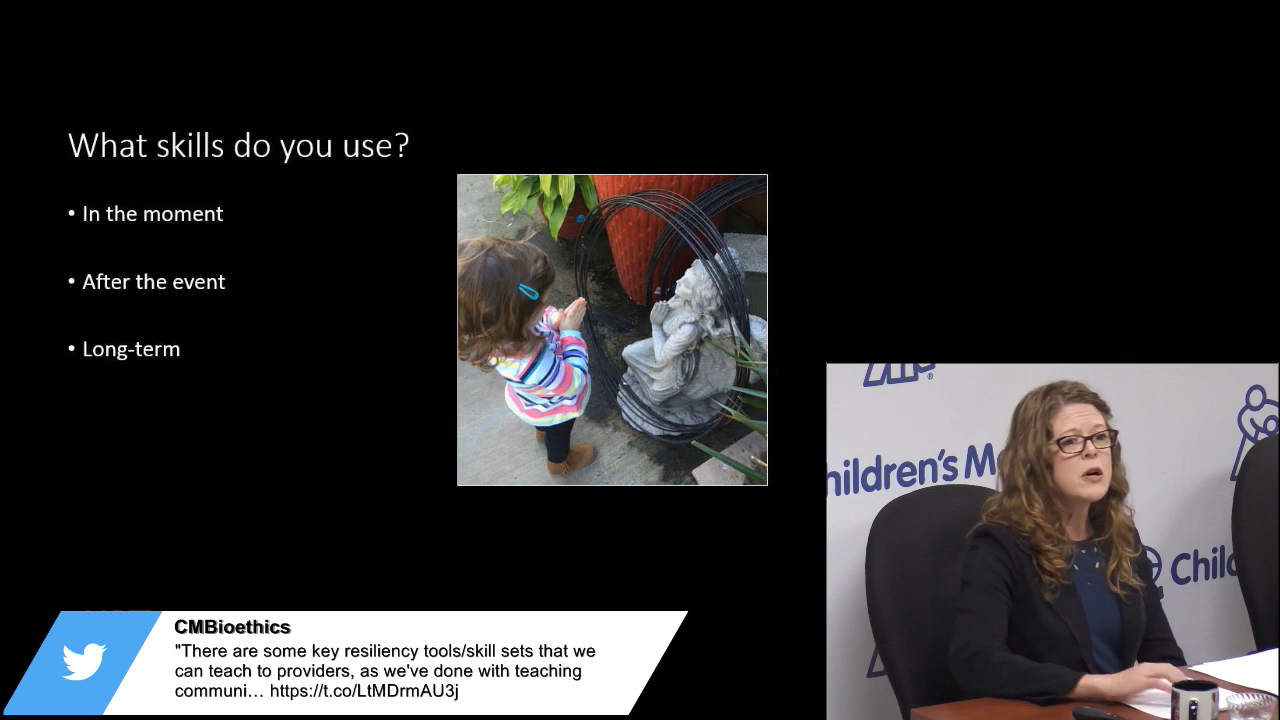 What skills do you use?
• In the moment
• After the event
• Long-term
®
hildren's M
Chil
CMBioethics
"There are some key resiliency tools/skill sets that we
can teach to providers, as we've done with teaching
communi… https://t.co/LtMDrmAU3j